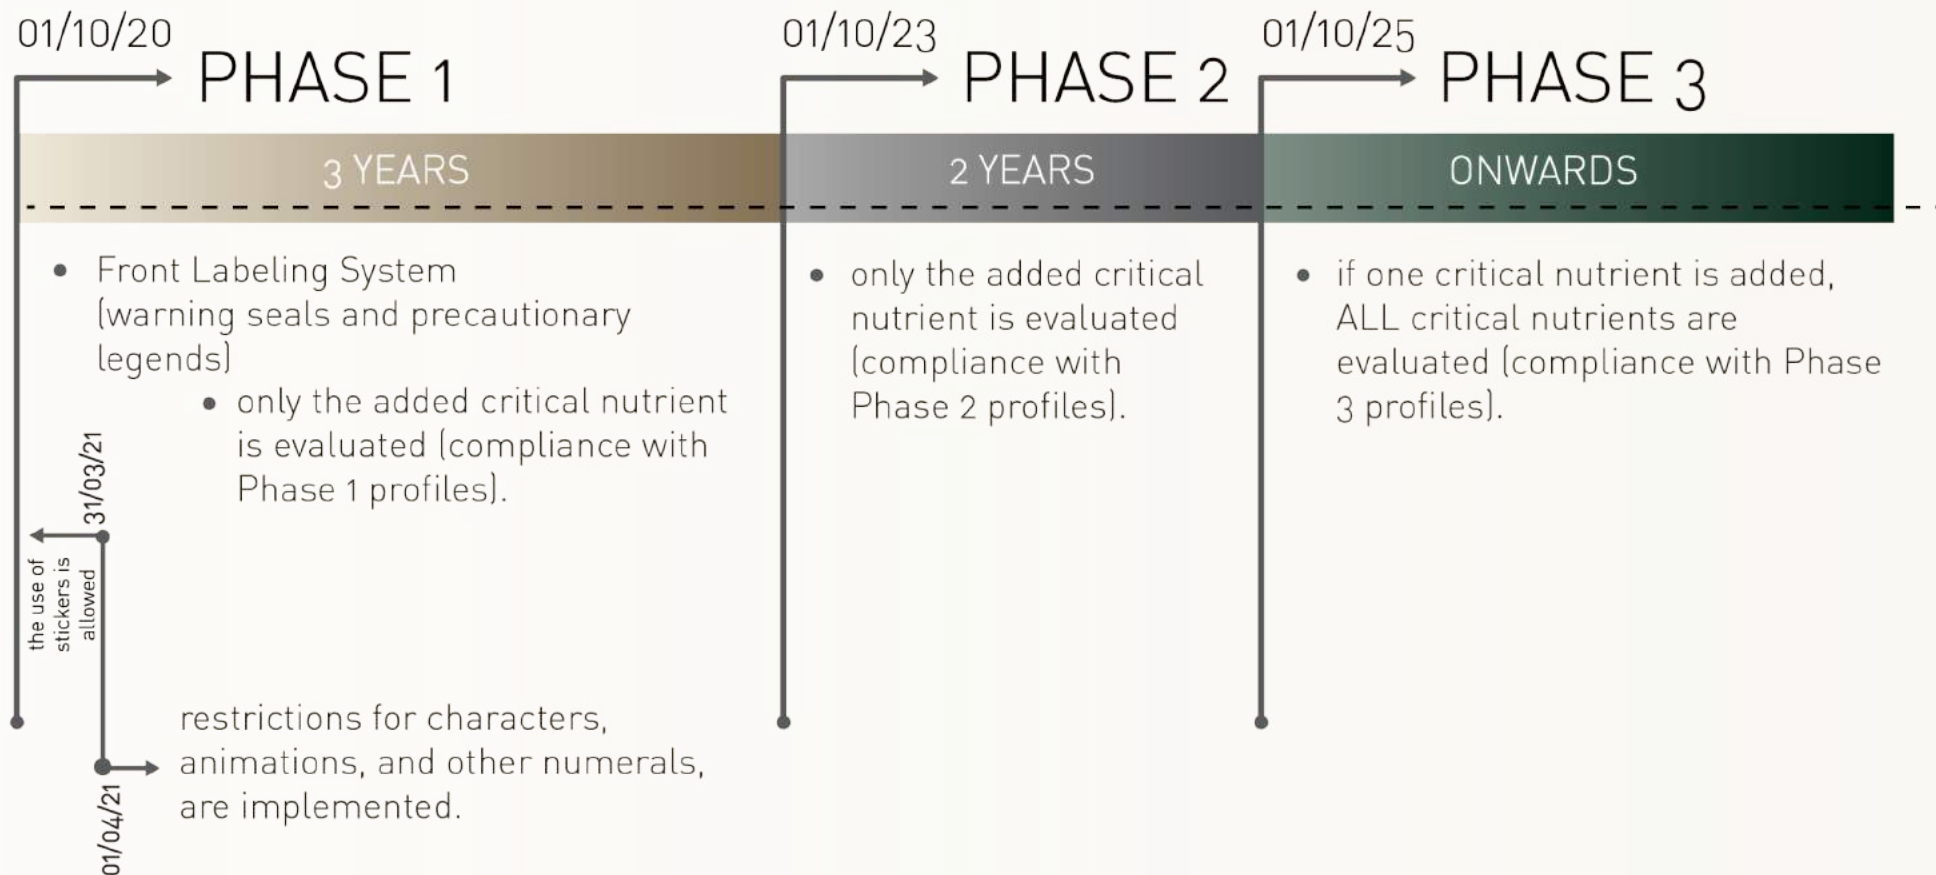 01/10/20
PHASE 1
01/10/23
PHASE 2
01/10/25
PHASE 3
3 YEARS
2 YEARS
ONWARDS
• Front Labeling System
(warning seals and precautionary
legends)
• only the added critical nutrient
is evaluated (compliance with
Phase 1 profiles).
31/03/21
the use of
stickers is
allowed
restrictions for characters,
animations, and other numerals,
are implemented.
01/04/21
• only the added critical
nutrient is evaluated
(compliance with
Phase 2 profiles).
• if one critical nutrient is added,
ALL critical nutrients are
evaluated (compliance with Phase
3 profiles).